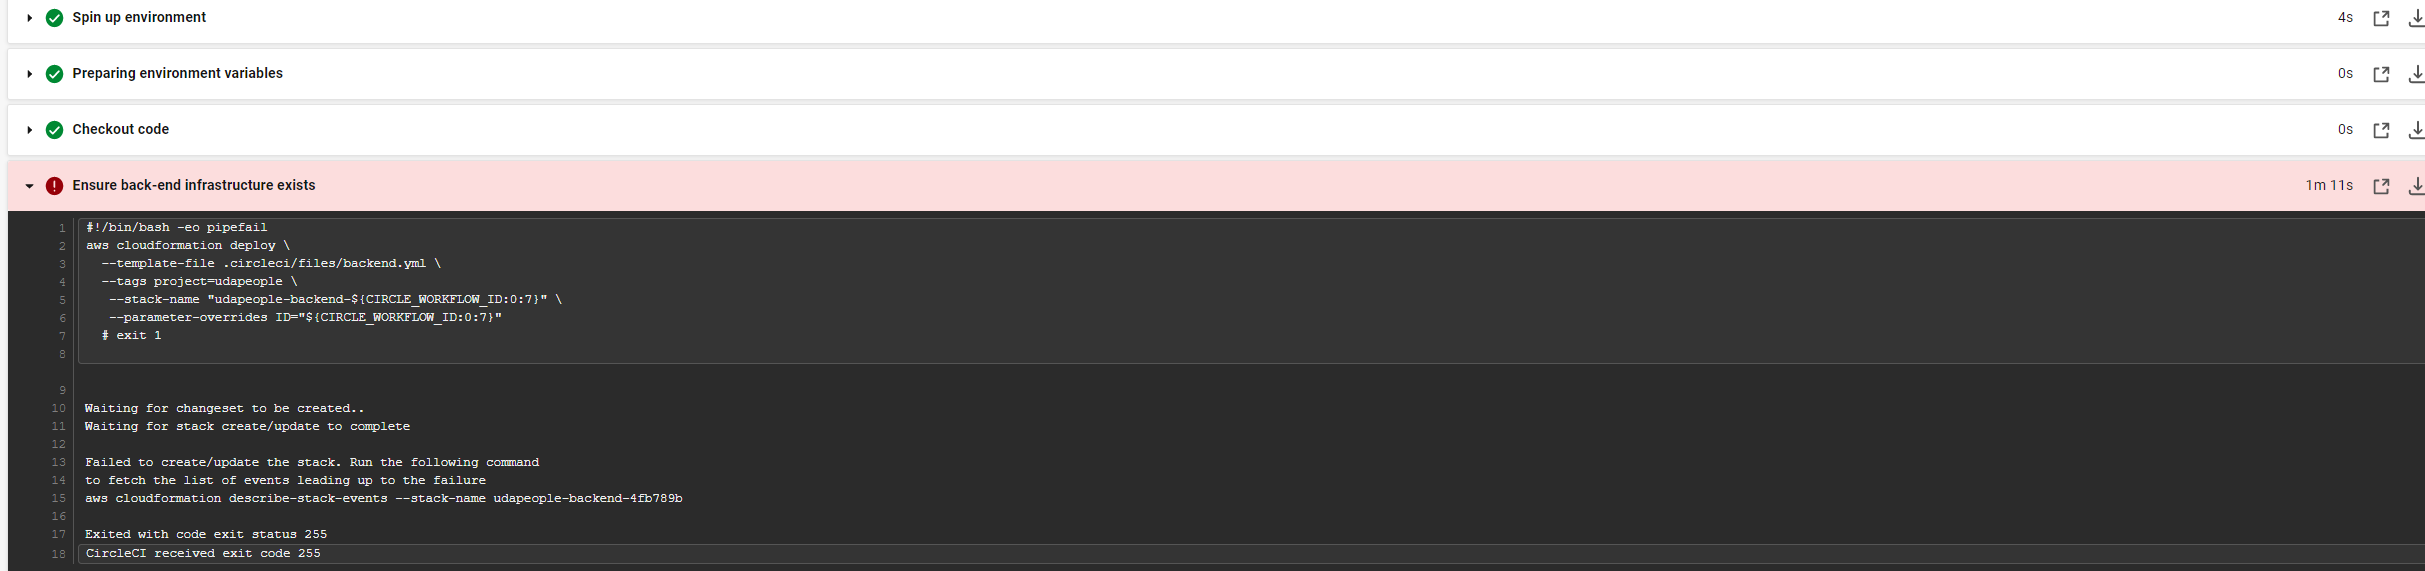 Spin up environment 4s
Preparing environment variables 0s
Checkout code 0s
Ensure back-end infrastructure exists 1m 11s
1 #!/bin/bash -eo pipefail
2 aws cloudformation deploy \
3   --template-file .circleci/files/backend.yml \
4   --tags project=udapeople \
5    --stack-name "udapeople-backend-${CIRCLE_WORKFLOW_ID:0:7}" \
6    --parameter-overrides ID="${CIRCLE_WORKFLOW_ID:0:7}"
7   # exit 1
8
9
10 Waiting for changeset to be created..
11 Waiting for stack create/update to complete
12
13 Failed to create/update the stack. Run the following command
14 to fetch the list of events leading up to the failure
15 aws cloudformation describe-stack-events --stack-name udapeople-backend-4fb789b
16
17 Exited with code exit status 255
18 CircleCI received exit code 255